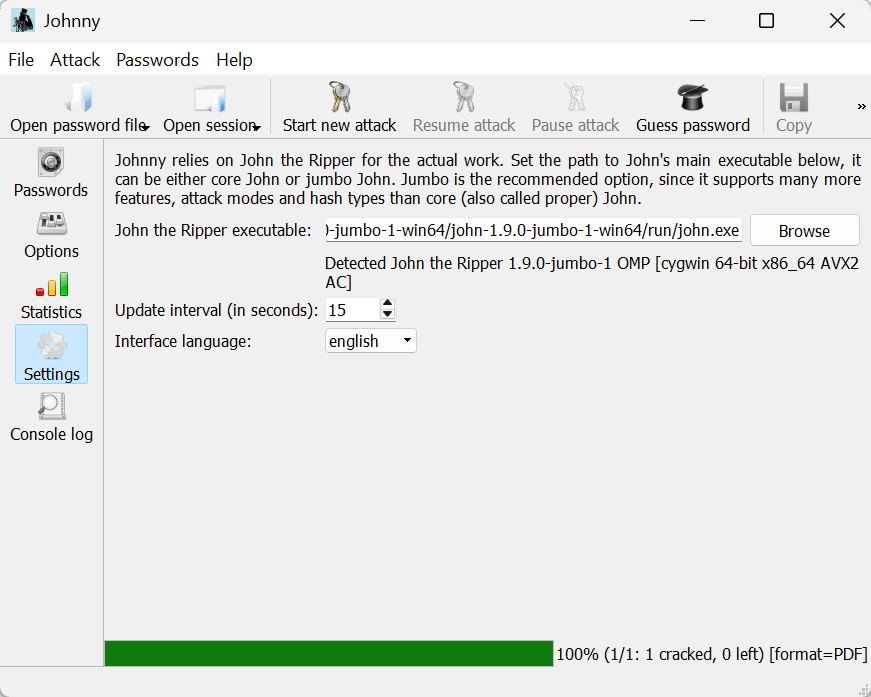 Johnny
File Attack Passwords Help
Open password file Open session Start new attack Resume attack Pause attack Guess password Copy »
Passwords
Options
Statistics
Settings
Console log
Johnny relies on John the Ripper for the actual work. Set the path to John's main executable below, it
can be either core John or jumbo John. Jumbo is the recommended option, since it supports many more
features, attack modes and hash types than core (also called proper) John.
John the Ripper executable: )-jumbo-1-win64/john-1.9.0-jumbo-1-win64/run/john.exe Browse
Detected John the Ripper 1.9.0-jumbo-1 OMP [cygwin 64-bit x86_64 AVX2
AC]
Update interval (in seconds): 15
Interface language: english
100% (1/1: 1 cracked, 0 left) [format=PDF]